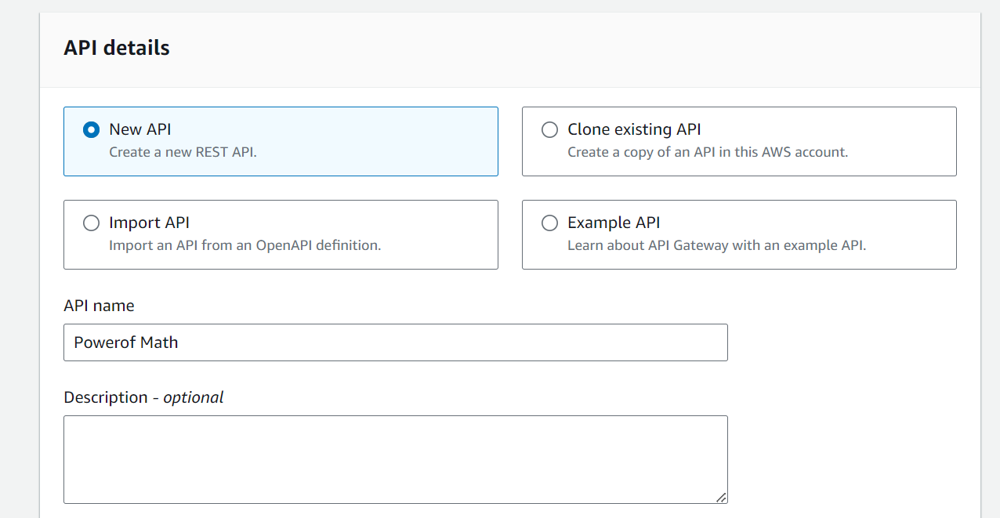 API details
New API
Create a new REST API.
Clone existing API
Create a copy of an API in this AWS account.
Import API
Import an API from an OpenAPI definition.
Example API
Learn about API Gateway with an example API.
API name
Powerof Math
Description - optional